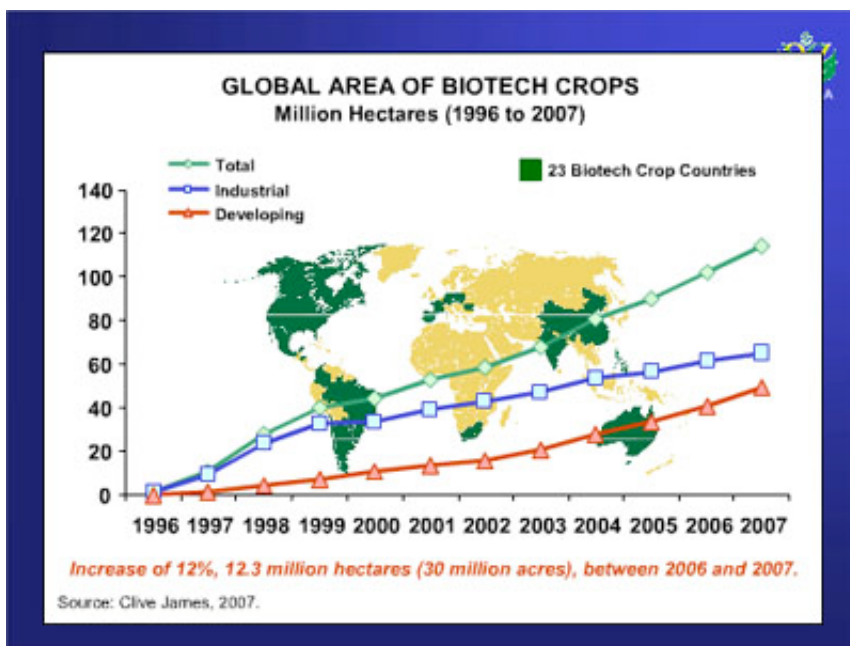 GLOBAL AREA OF BIOTECH CROPS
Million Hectares (1996 to 2007)
Total
Industrial
Developing
23 Biotech Crop Countries
140
120
100
80
60
40
20
0
1996 1997 1998 1999 2000 2001 2002 2003 2004 2005 2006 2007
Increase of 12%, 12.3 million hectares (30 million acres), between 2006 and 2007.
Source: Clive James, 2007.